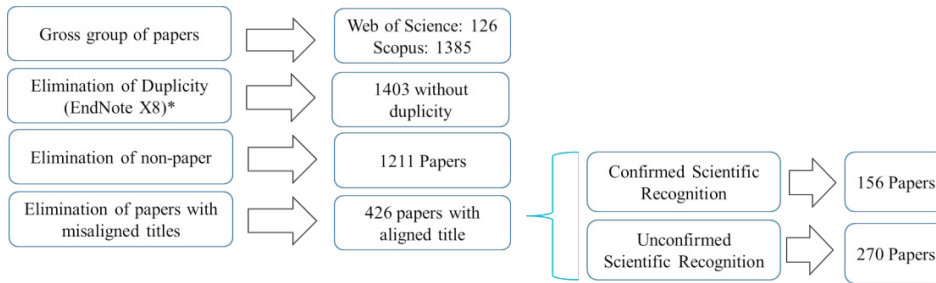 Gross group of papers
Web of Science: 126
Scopus: 1385
Elimination of Duplicity
(EndNote X8)*
1403 without
duplicity
Elimination of non-paper
1211 Papers
Elimination of papers with
misaligned titles
426 papers with
aligned title
Confirmed Scientific
Recognition
156 Papers
Unconfirmed
Scientific Recognition
270 Papers